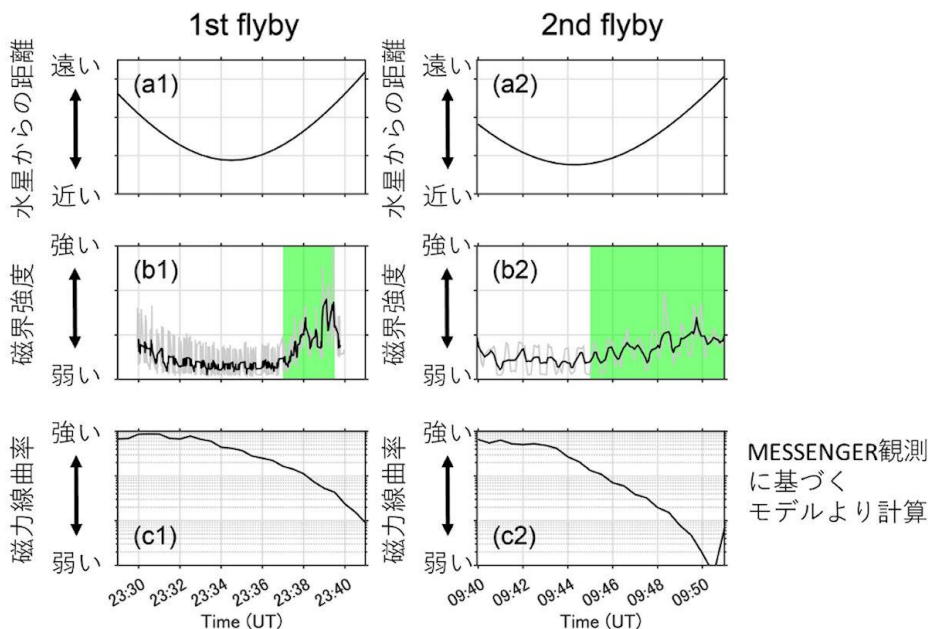 1st flyby
2nd flyby
水星からの距離
遠い
近い
(a1)
水星からの距離
遠い
近い
(a2)
磁界強度
強い
弱い
(b1)
磁界強度
強い
弱い
(b2)
磁力線曲率
強い
弱い
(c1)
23:30
23:32
23:34
23:36
23:38
23:40
Time (UT)
磁力線曲率
強い
弱い
(c2)
09:40
09:42
09:44
09:46
09:48
09:50
Time (UT)
MESSENGER観測
に基づく
モデルより計算